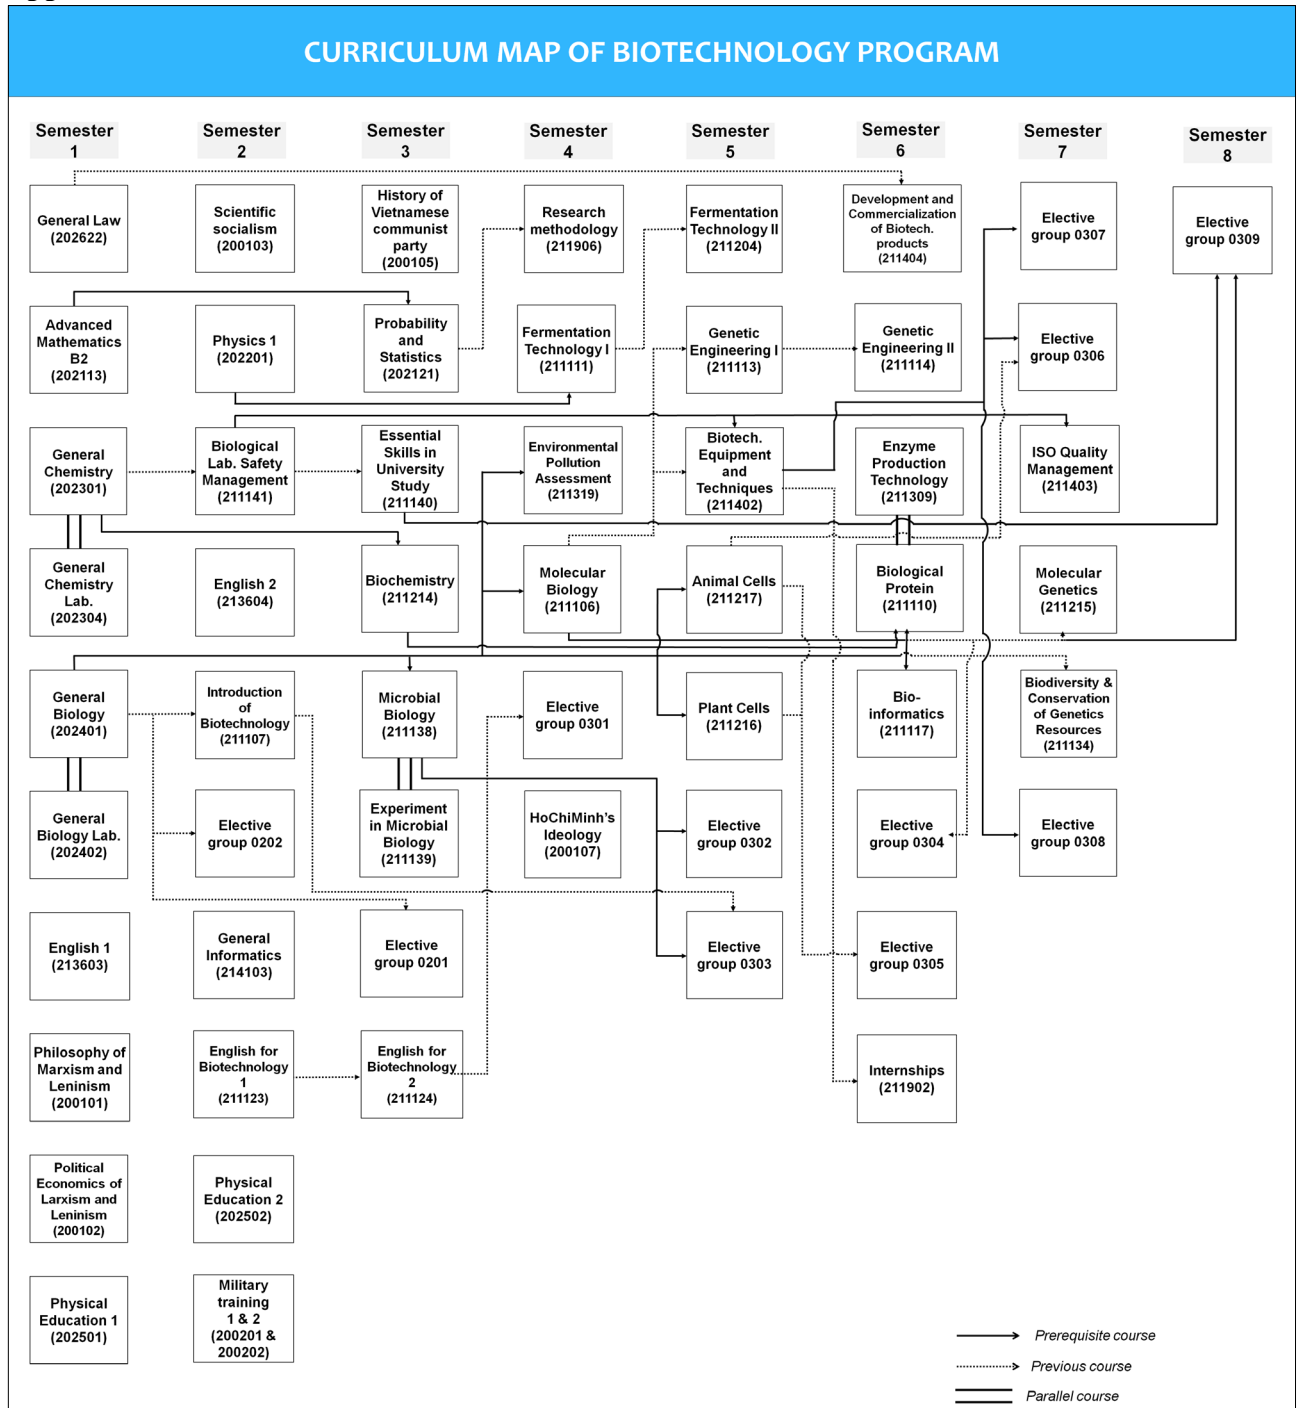 CURRICULUM MAP OF BIOTECHNOLOGY PROGRAM
Semester
1
Semester
2
Semester
3
Semester
4
Semester
5
Semester
6
Semester
7
Semester
8
General Law
(202622)
Scientific
socialism
(200103)
History of
Vietnamese
communist
party
(200105)
Research
methodology
(211906)
Fermentation
Technology II
(211204)
Development and
Commercialization
of Biotech.
products
(211404)
Elective
group 0307
Elective
group 0309
Advanced
Mathematics
B2
(202113)
Physics 1
(202201)
Probability
and
Statistics
(202121)
Fermentation
Technology I
(211111)
Genetic
Engineering I
(211113)
Genetic
Engineering II
(211114)
Elective
group 0306
General
Chemistry
(202301)
Biological
Lab. Safety
Management
(211141)
Essential
Skills in
University
Study
(211140)
Environmental
Pollution
Assessment
(211319)
Biotech.
Equipment
and
Techniques
(211402)
Enzyme
Production
Technology
(211309)
ISO Quality
Management
(211403)
General
Chemistry
Lab.
(202304)
English 2
(213604)
Biochemistry
(211214)
Molecular
Biology
(211106)
Animal Cells
(211217)
Biological
Protein
(211110)
Molecular
Genetics
(211215)
General
Biology
(202401)
Introduction
of
Biotechnology
(211107)
Microbial
Biology
(211138)
Elective
group 0301
Plant Cells
(211216)
Bio-
informatics
(211117)
Biodiversity &
Conservation
of Genetics
Resources
(211134)
General
Biology Lab.
(202402)
Elective
group 0202
Experiment
in Microbial
Biology
(211139)
HoChiMinh's
Ideology
(200107)
Elective
group 0302
Elective
group 0304
Elective
group 0308
English 1
(213603)
General
Informatics
(214103)
Elective
group 0201
Elective
group 0303
Elective
group 0305
Philosophy of
Marxism and
Leninism
(200101)
English for
Biotechnology
1
(211123)
English for
Biotechnology
2
(211124)
Internships
(211902)
Political
Economics of
Larxism and
Leninism
(200102)
Physical
Education 2
(202502)
Physical
Education 1
(202501)
Military
training
1 & 2
(200201 &
200202)
Prerequisite course
Previous course
Parallel course